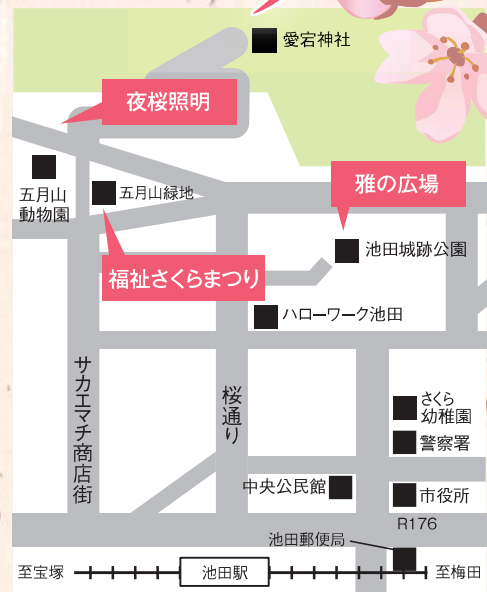 愛宕神社
夜桜照明
五月山
動物園
五月山緑地
雅の広場
池田城跡公園
福祉さくらまつり
ハローワーク池田
サカエマチ商店街
桜通り
さくら
幼稚園
警察署
中央公民館
市役所
R176
池田郵便局
至宝塚
池田駅
至梅田